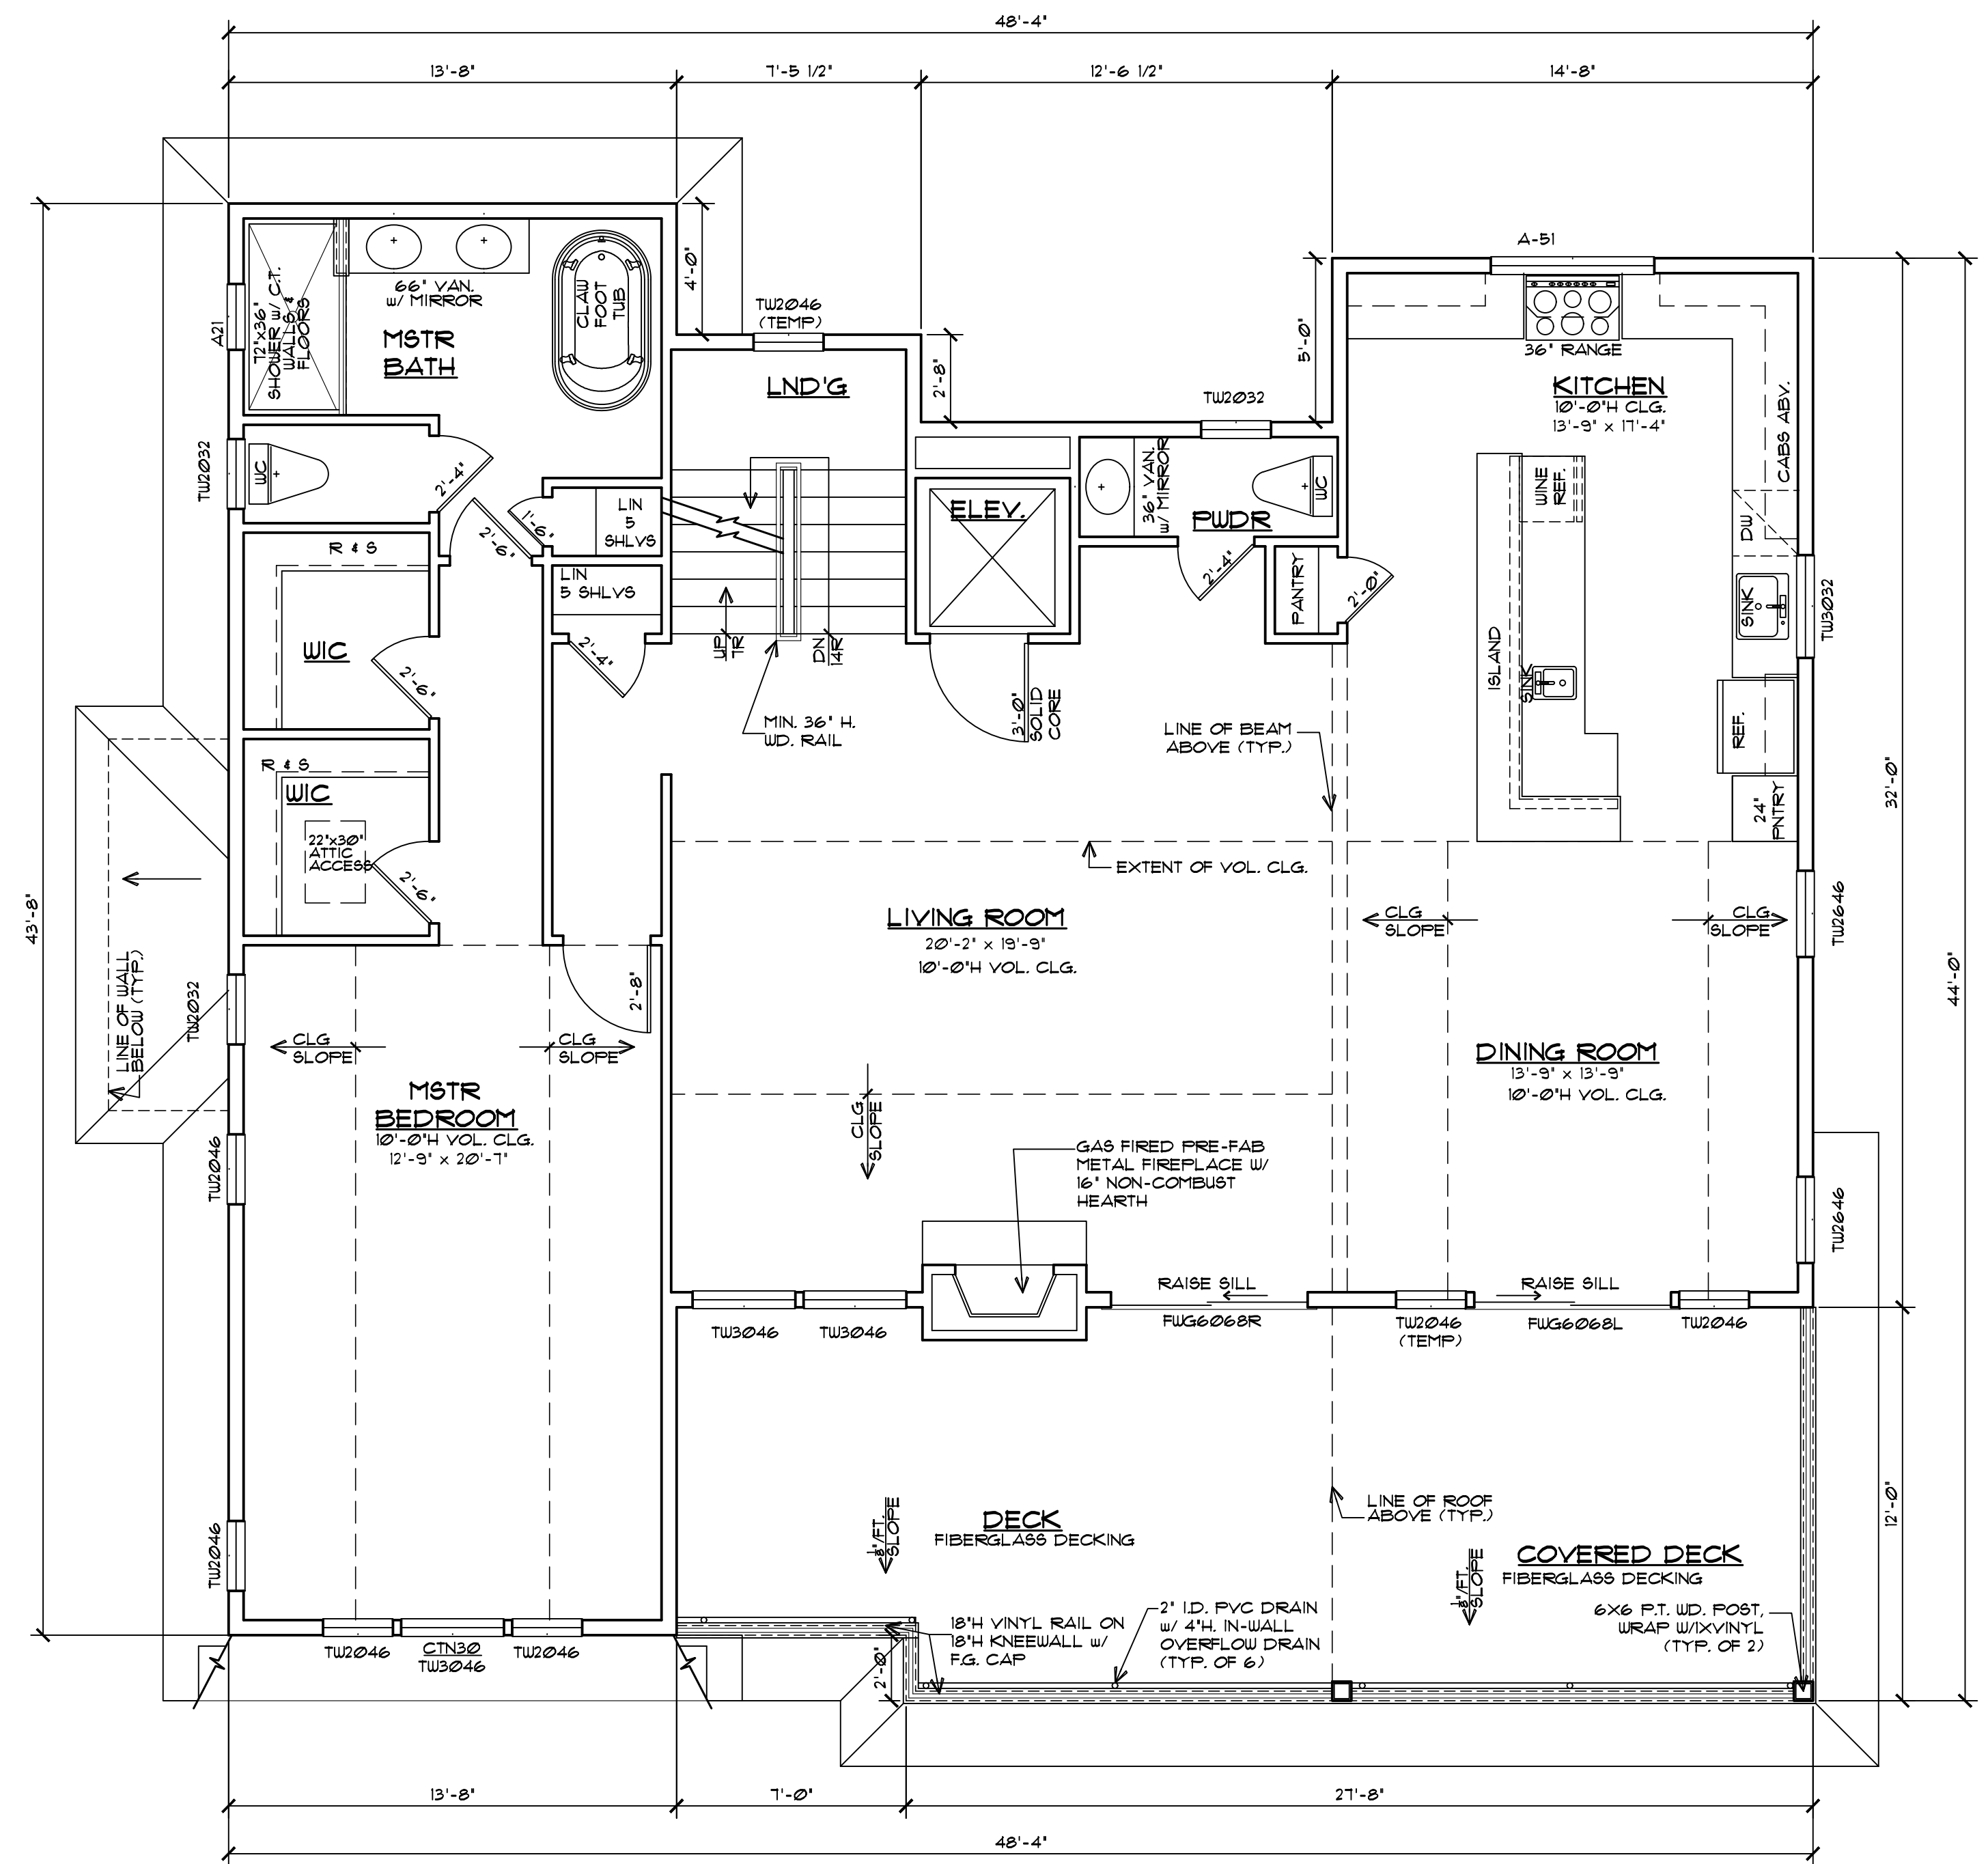 48'-4"
13'-8"
7'-5 1/2"
12'-6 1/2"
14'-8"
A-51
4'-0"
TW2046
(TEMP)
5'-0"
2'-8"
TW2032
A21
72"x36"
SHOWER w/ C.T.
WALLS &
FLOORS
66" VAN.
w/ MIRROR
MSTR
BATH
CLAW
FOOT
TUB
LND'G
36" RANGE
KITCHEN
10'-0"H CLG.
13'-9" x 17'-4"
CABS ABV.
TW2032
WC
2'-4"
2'-6"
1'-6"
LIN
5
SHLVS
ELEV.
36" VAN.
w/ MIRROR
PWDR
WC
WINE
REF.
DW
R & S
LIN
5 SHLVS
2'-4"
PANTRY
2'-0"
SINK
TW3032
WIC
2'-6"
2'-4"
UP
7R
DN
14R
ISLAND
SINK
MIN. 36" H.
WD. RAIL
3'-0"
SOLID
CORE
LINE OF BEAM
ABOVE (TYP.)
REF.
24"
PNTRY
32'-0"
R & S
WIC
22"x30"
ATTIC
ACCESS
2'-6"
EXTENT OF VOL. CLG.
43'-8"
LIVING ROOM
20'-2" x 19'-9"
10'-0"H VOL. CLG.
CLG
SLOPE
CLG
SLOPE
TW2646
44'-0"
LINE OF WALL
BELOW (TYP.)
TW2032
2'-8"
CLG
SLOPE
CLG
SLOPE
DINING ROOM
13'-9" x 13'-9"
10'-0"H VOL. CLG.
MSTR
BEDROOM
10'-0"H VOL. CLG.
12'-9" x 20'-7"
CLG
SLOPE
TW2046
GAS FIRED PRE-FAB
METAL FIREPLACE W/
16" NON-COMBUST
HEARTH
TW2646
RAISE SILL
RAISE SILL
TW3046
TW3046
FWG6068R
TW2046
(TEMP)
FWG6068L
TW2046
TW2046
1/8"/FT.
SLOPE
DECK
FIBERGLASS DECKING
LINE OF ROOF
ABOVE (TYP.)
1/8"/FT.
SLOPE
COVERED DECK
FIBERGLASS DECKING
12'-0"
TW2046
CTN30
TW3046
TW2046
2'-0"
18"H VINYL RAIL ON
18"H KNEEWALL w/
F.G. CAP
2" I.D. PVC DRAIN
w/ 4"H. IN-WALL
OVERFLOW DRAIN
(TYP. OF 6)
6X6 P.T. WD. POST,
WRAP W/1XVINYL
(TYP. OF 2)
13'-8"
7'-0"
27'-8"
48'-4"